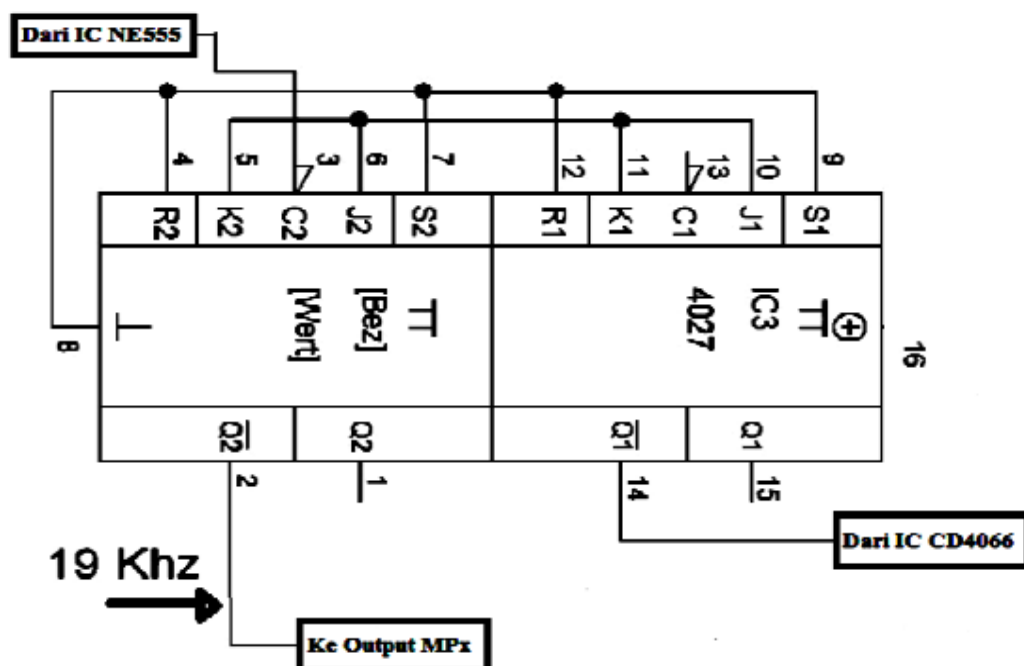 Dari IC NE555
4
5
3
6
7
12
11
13
10
9
R2
K2
C2
J2
S2
R1
K1
C1
J1
S1
8
[Wert]
[Bez]
4027
IC3
16
Q2
Q2
Q1
Q1
2
1
14
15
Dari IC CD4066
19 Khz
Ke Output MPx